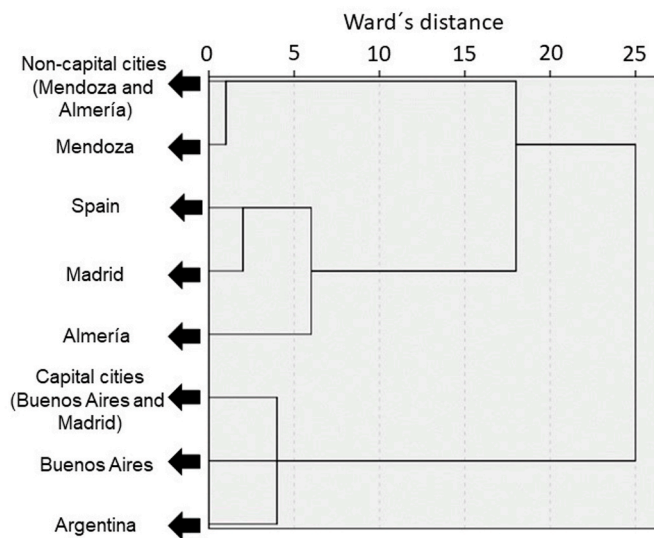 Ward´s distance
0 5 10 15 20 25
Non-capital cities
(Mendoza and
Almería)
Mendoza
Spain
Madrid
Almería
Capital cities
(Buenos Aires and
Madrid)
Buenos Aires
Argentina